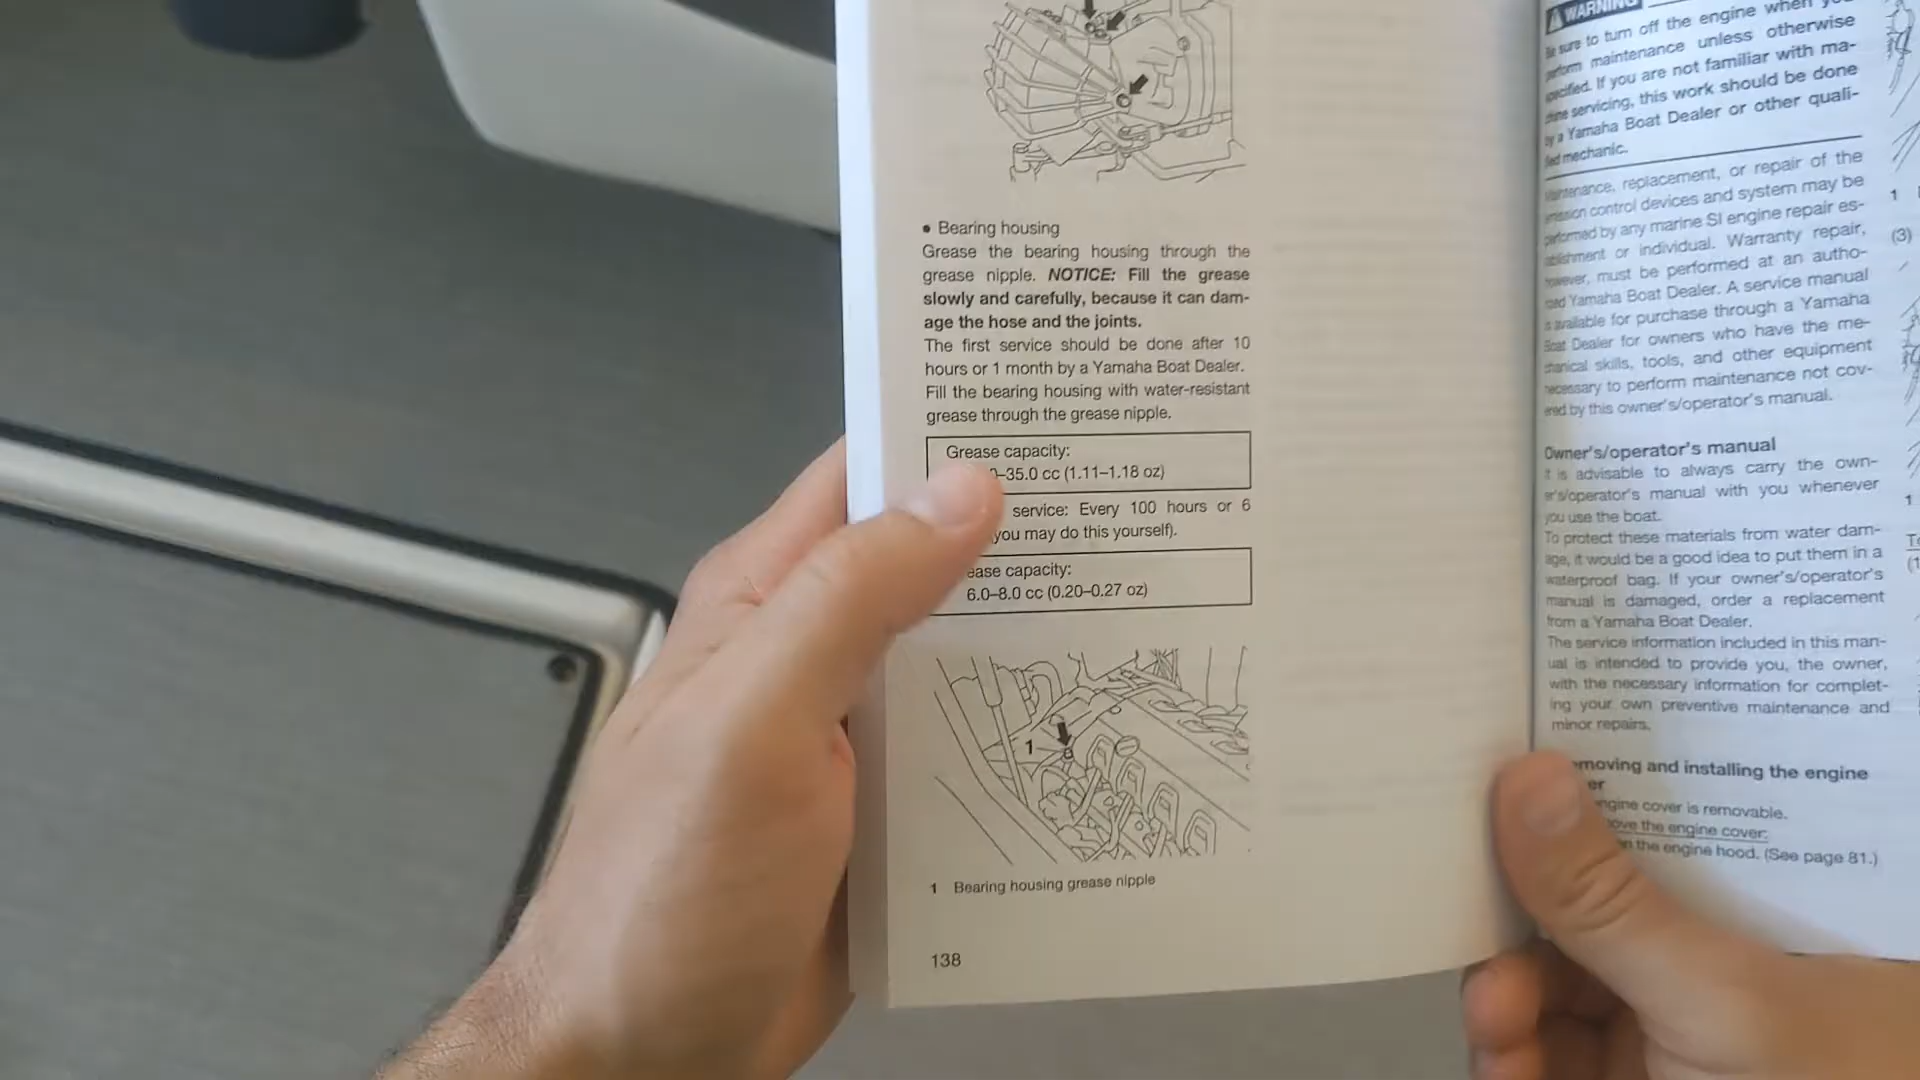 • Bearing housing
Grease the bearing housing through the
grease nipple. NOTICE: Fill the grease
slowly and carefully, because it can dam-
age the hose and the joints.
The first service should be done after 10
hours or 1 month by a Yamaha Boat Dealer.
Fill the bearing housing with water-resistant
grease through the grease nipple.
Grease capacity:
–35.0 cc (1.11–1.18 oz)
service: Every 100 hours or 6
you may do this yourself).
capacity:
6.0–8.0 cc (0.20–0.27 oz)
1
1 Bearing housing grease nipple
138
WARNING
sure to turn off the engine when
perform maintenance unless otherwise
specified. If you are not familiar with ma-
servicing, this work should be done
by a Yamaha Boat Dealer or other quali-
mechanic.
replacement, or repair of the
control devices and system may be
performed by any marine SI engine repair es-
or individual. Warranty repair,
however, must be performed at an autho-
Yamaha Boat Dealer. A service manual
is available for purchase through a Yamaha
Boat Dealer for owners who have the me-
skills, tools, and other equipment
necessary to perform maintenance not cov-
by this owner's/operator's manual.
Owner's/operator's manual
is advisable to always carry the own-
er's/operator's manual with you whenever
you use the boat.
To protect these materials from water dam-
age, it would be a good idea to put them in a
waterproof bag. If your owner's/operator's
manual is damaged, order a replacement
from a Yamaha Boat Dealer.
The service information included in this man-
ual is intended to provide you, the owner,
with the necessary information for complet-
ing your own preventive maintenance and
minor repairs.
and installing the engine
cover is removable.
the engine cover:
the engine hood. (See page 81.)
1
(3)
1